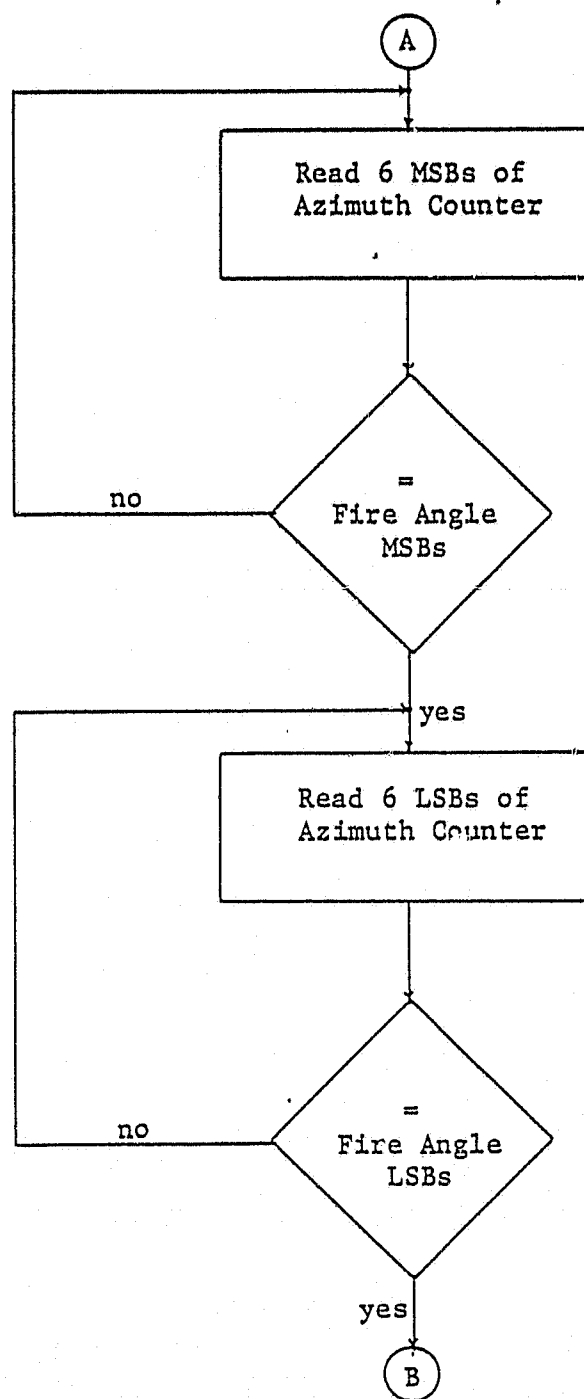 A
Read 6 MSBs of
Azimuth Counter
=
Fire Angle
MSBs
no
yes
Read 6 LSBs of
Azimuth Counter
=
Fire Angle
LSBs
no
yes
B